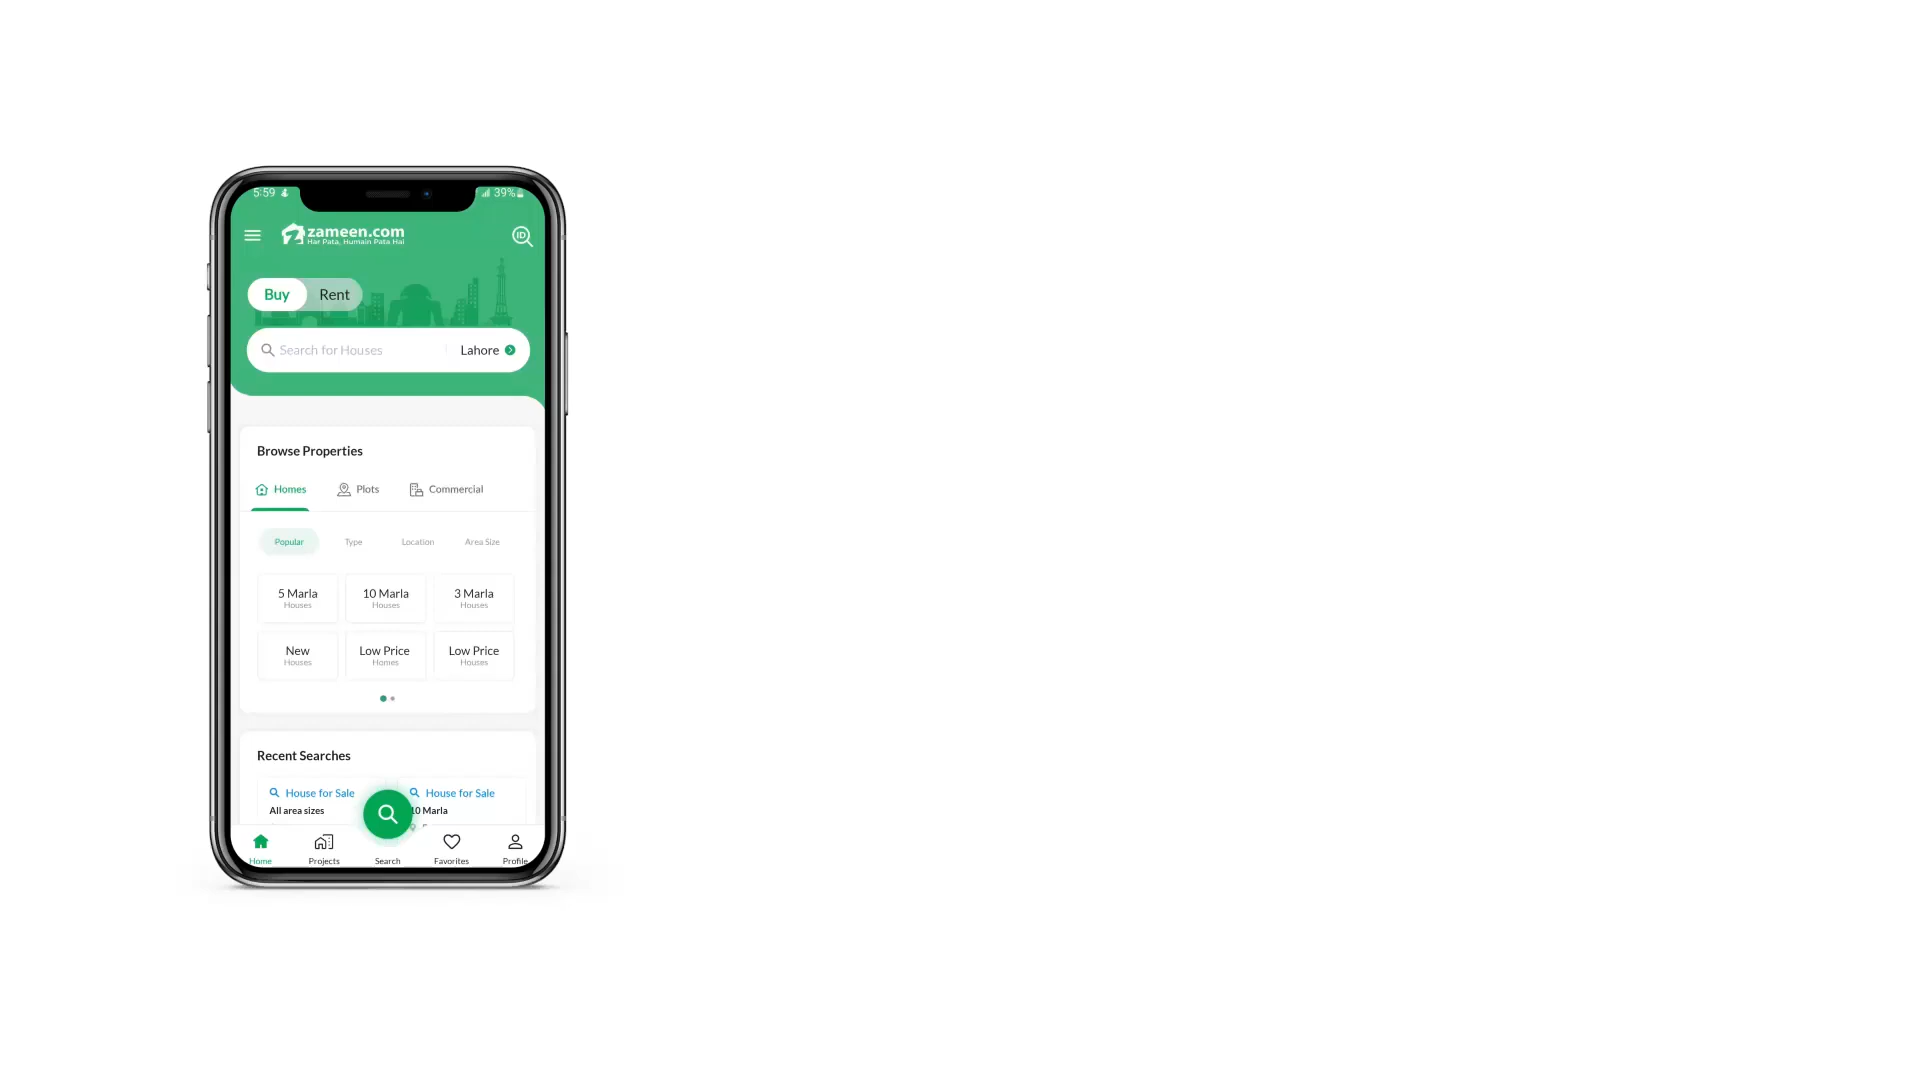 5:59
39%
zameen.com
Har Pata, Humain Pata Hai
ID
Buy Rent
Search for Houses Lahore
Browse Properties
Homes Plots Commercial
Popular Type Location Area Size
5 Marla 10 Marla 3 Marla
Houses Houses Houses
New Low Price Low Price
Houses Homes Houses
Recent Searches
House for Sale House for Sale
All area sizes 10 Marla
Home Projects Search Favorites Profile